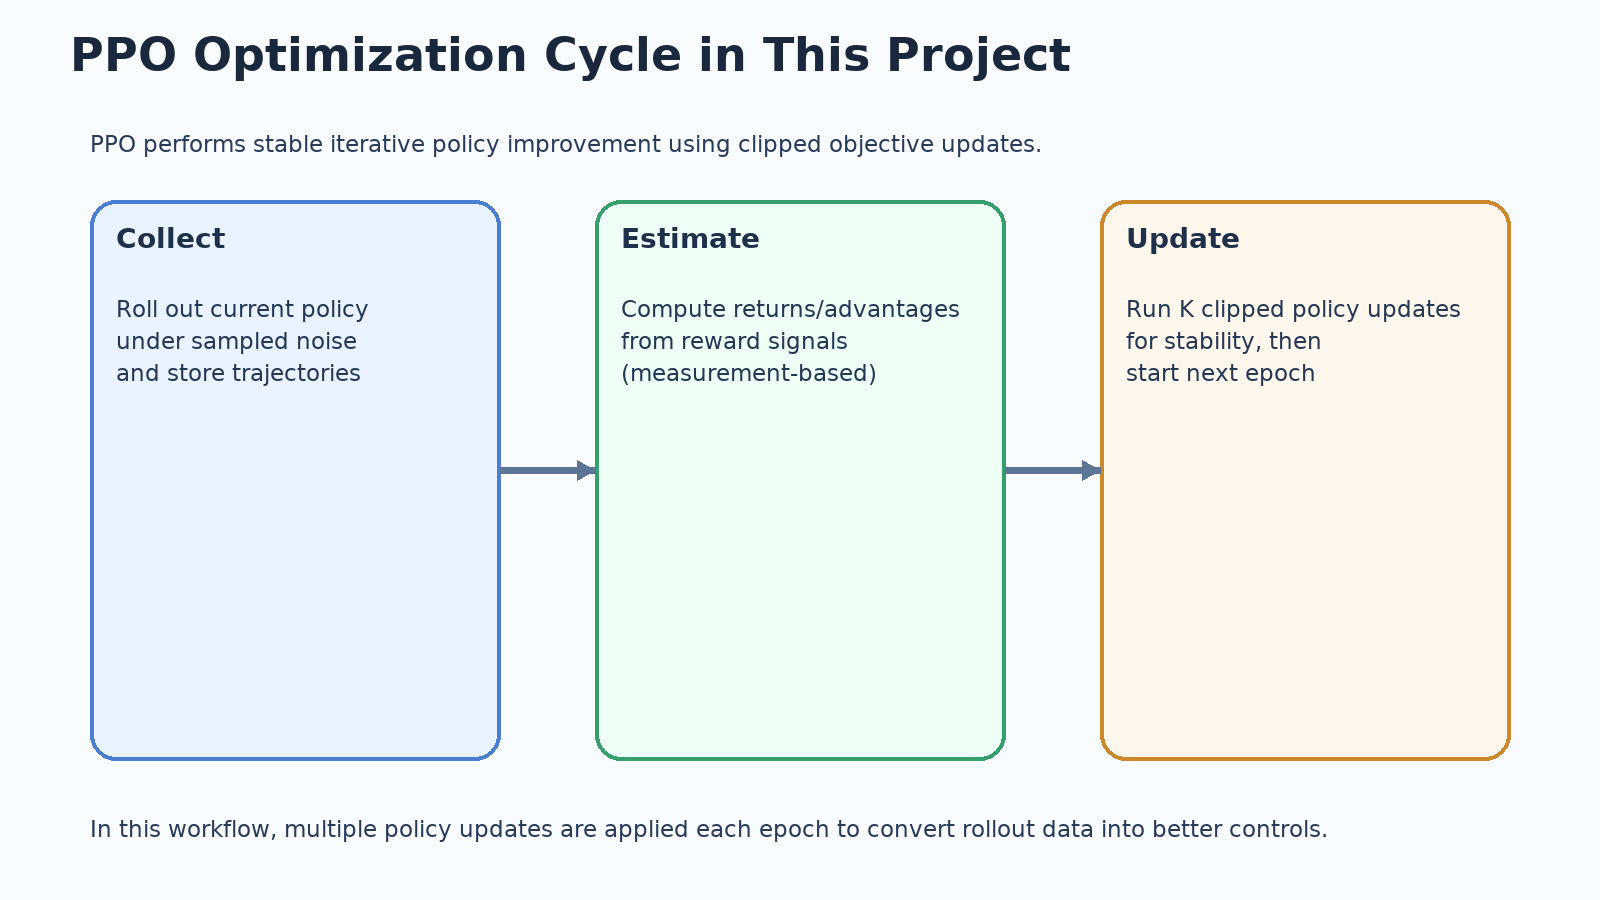 PPO Optimization Cycle in This Project
PPO performs stable iterative policy improvement using clipped objective updates.
Collect
Roll out current policy
under sampled noise
and store trajectories
Estimate
Compute returns/advantages
from reward signals
(measurement-based)
Update
Run K clipped policy updates
for stability, then
start next epoch
In this workflow, multiple policy updates are applied each epoch to convert rollout data into better controls.